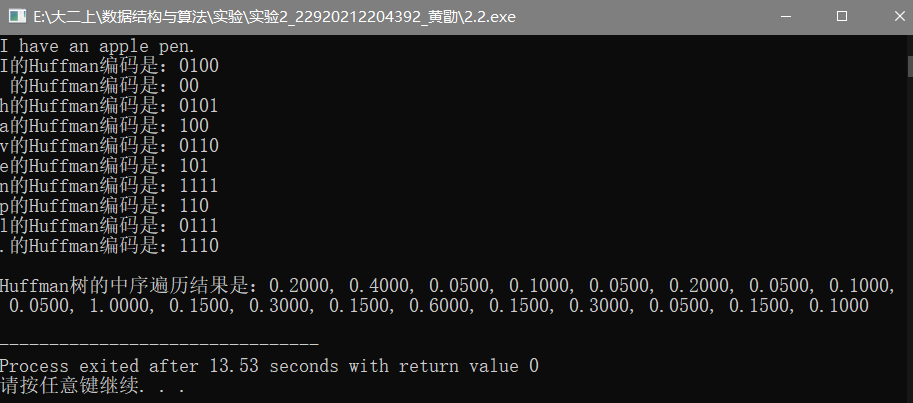 E:\大二上\数据结构与算法\实验\实验2_22920212204392_黄勖\2.2.exe
I have an apple pen.
I的Huffman编码是: 0100
 的Huffman编码是: 00
h的Huffman编码是: 0101
a的Huffman编码是: 100
v的Huffman编码是: 0110
e的Huffman编码是: 101
n的Huffman编码是: 1111
p的Huffman编码是: 110
l的Huffman编码是: 0111
.的Huffman编码是: 1110
Huffman树的中序遍历结果是: 0.2000, 0.4000, 0.0500, 0.1000, 0.0500, 0.2000, 0.0500, 0.1000,
 0.0500, 1.0000, 0.1500, 0.3000, 0.1500, 0.6000, 0.1500, 0.3000, 0.0500, 0.1500, 0.1000
--------------------------------
Process exited after 13.53 seconds with return value 0
请按任意键继续. . .